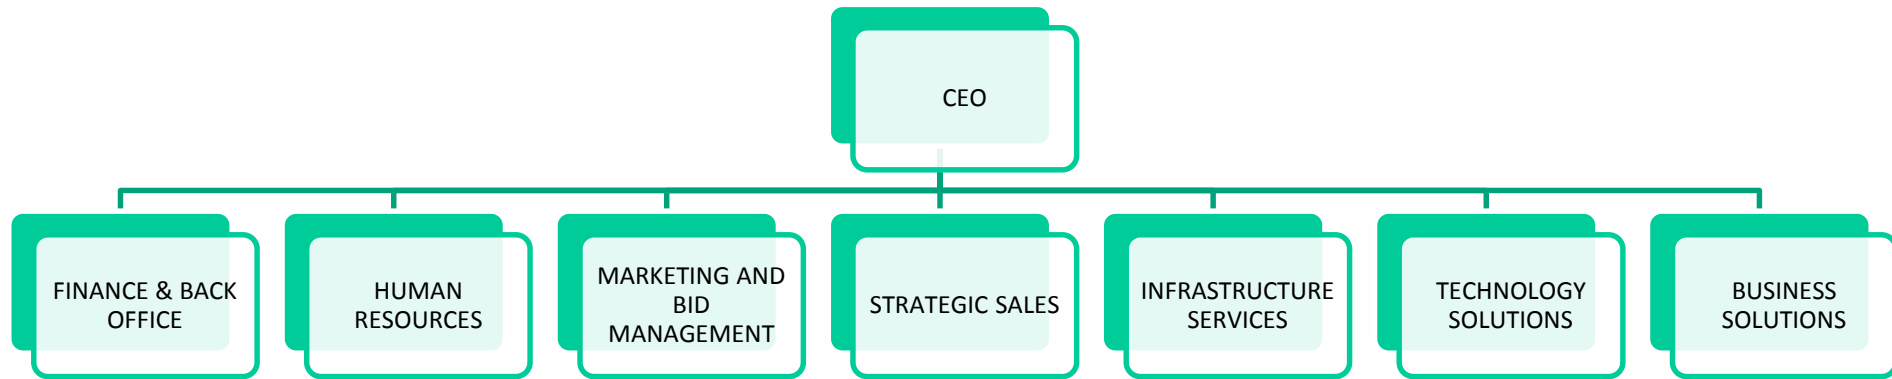 CEO
FINANCE & BACK
OFFICE
HUMAN
RESOURCES
MARKETING AND
BID
MANAGEMENT
STRATEGIC SALES
INFRASTRUCTURE
SERVICES
TECHNOLOGY
SOLUTIONS
BUSINESS
SOLUTIONS